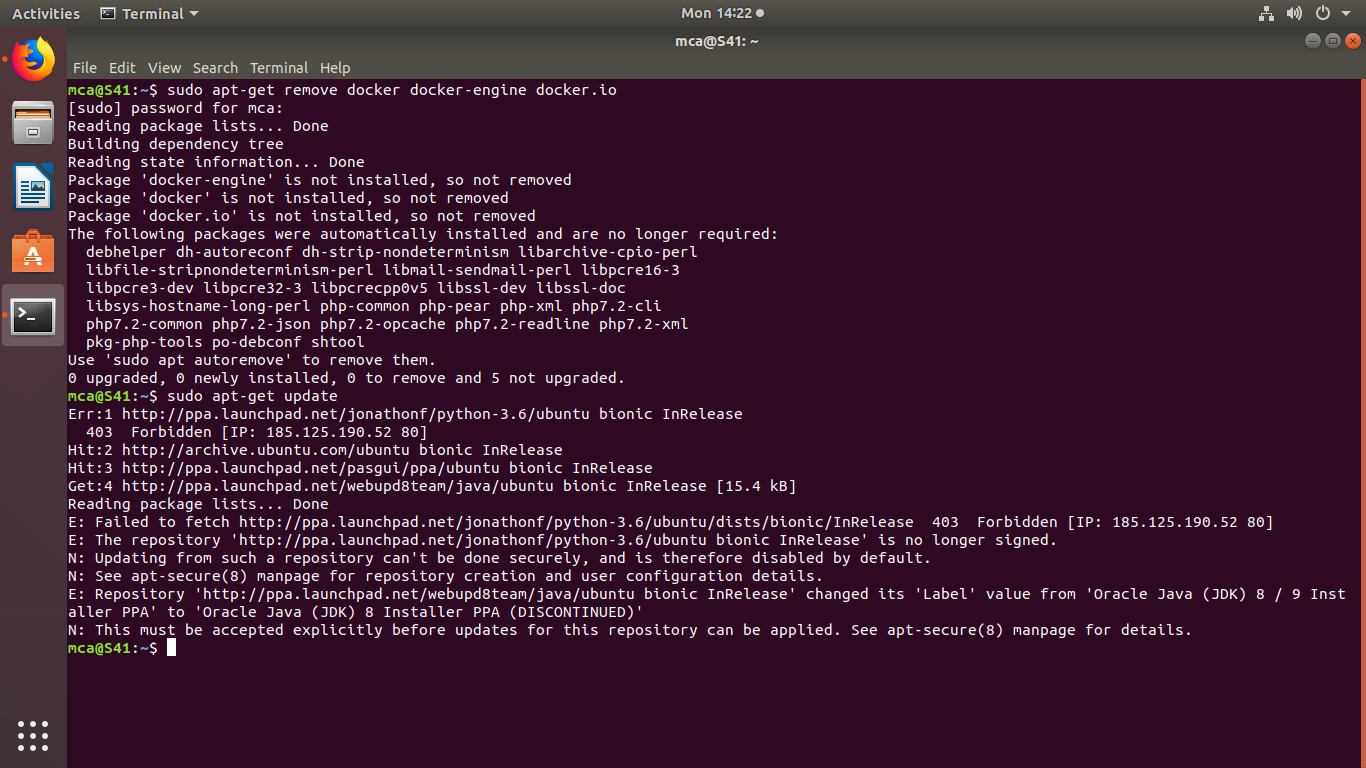 Activities Terminal Mon 14:22
mca@S41: ~
File Edit View Search Terminal Help
mca@S41:~$ sudo apt-get remove docker docker-engine docker.io
[sudo] password for mca:
Reading package lists... Done
Building dependency tree
Reading state information... Done
Package 'docker-engine' is not installed, so not removed
Package 'docker' is not installed, so not removed
Package 'docker.io' is not installed, so not removed
The following packages were automatically installed and are no longer required:
  debhelper dh-autoreconf dh-strip-nondeterminism libarchive-cpio-perl
  libfile-stripnondeterminism-perl libmail-sendmail-perl libpcre16-3
  libpcre3-dev libpcre32-3 libpcrecpp0v5 libssl-dev libssl-doc
  libsys-hostname-long-perl php-common php-pear php-xml php7.2-cli
  php7.2-common php7.2-json php7.2-opcache php7.2-readline php7.2-xml
  pkg-php-tools po-debconf shtool
Use 'sudo apt autoremove' to remove them.
0 upgraded, 0 newly installed, 0 to remove and 5 not upgraded.
mca@S41:~$ sudo apt-get update
Err:1 http://ppa.launchpad.net/jonathonf/python-3.6/ubuntu bionic InRelease
  403  Forbidden [IP: 185.125.190.52 80]
Hit:2 http://archive.ubuntu.com/ubuntu bionic InRelease
Hit:3 http://ppa.launchpad.net/pasgui/ppa/ubuntu bionic InRelease
Get:4 http://ppa.launchpad.net/webupd8team/java/ubuntu bionic InRelease [15.4 kB]
Reading package lists... Done
E: Failed to fetch http://ppa.launchpad.net/jonathonf/python-3.6/ubuntu/dists/bionic/InRelease  403  Forbidden [IP: 185.125.190.52 80]
E: The repository 'http://ppa.launchpad.net/jonathonf/python-3.6/ubuntu bionic InRelease' is no longer signed.
N: Updating from such a repository can't be done securely, and is therefore disabled by default.
N: See apt-secure(8) manpage for repository creation and user configuration details.
E: Repository 'http://ppa.launchpad.net/webupd8team/java/ubuntu bionic InRelease' changed its 'Label' value from 'Oracle Java (JDK) 8 / 9 Inst
aller PPA' to 'Oracle Java (JDK) 8 Installer PPA (DISCONTINUED)'
N: This must be accepted explicitly before updates for this repository can be applied. See apt-secure(8) manpage for details.
mca@S41:~$